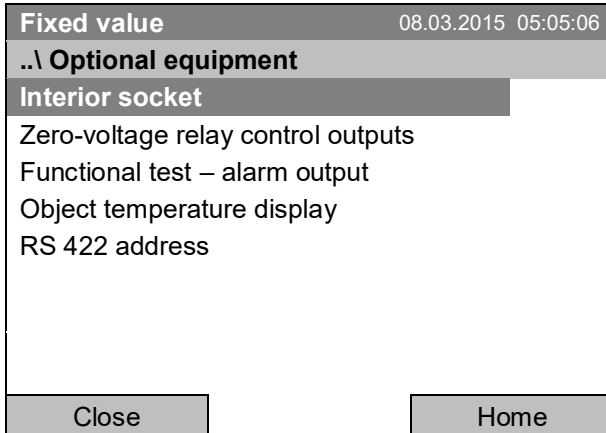 Fixed value 08.03.2015 05:05:06
..\ Optional equipment
Interior socket
Zero-voltage relay control outputs
Functional test – alarm output
Object temperature display
RS 422 address
Close Home